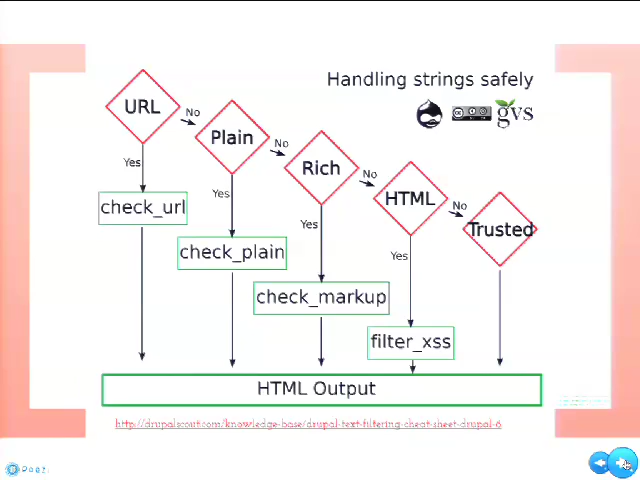 Handling strings safely
gvs
URL
No
Plain
No
Rich
No
HTML
No
Trusted
Yes
check_url
Yes
check_plain
Yes
check_markup
Yes
filter_xss
HTML Output
http://drupalscout.com/knowledge-base/drupal-text-filtering-cheat-sheet-drupal-6